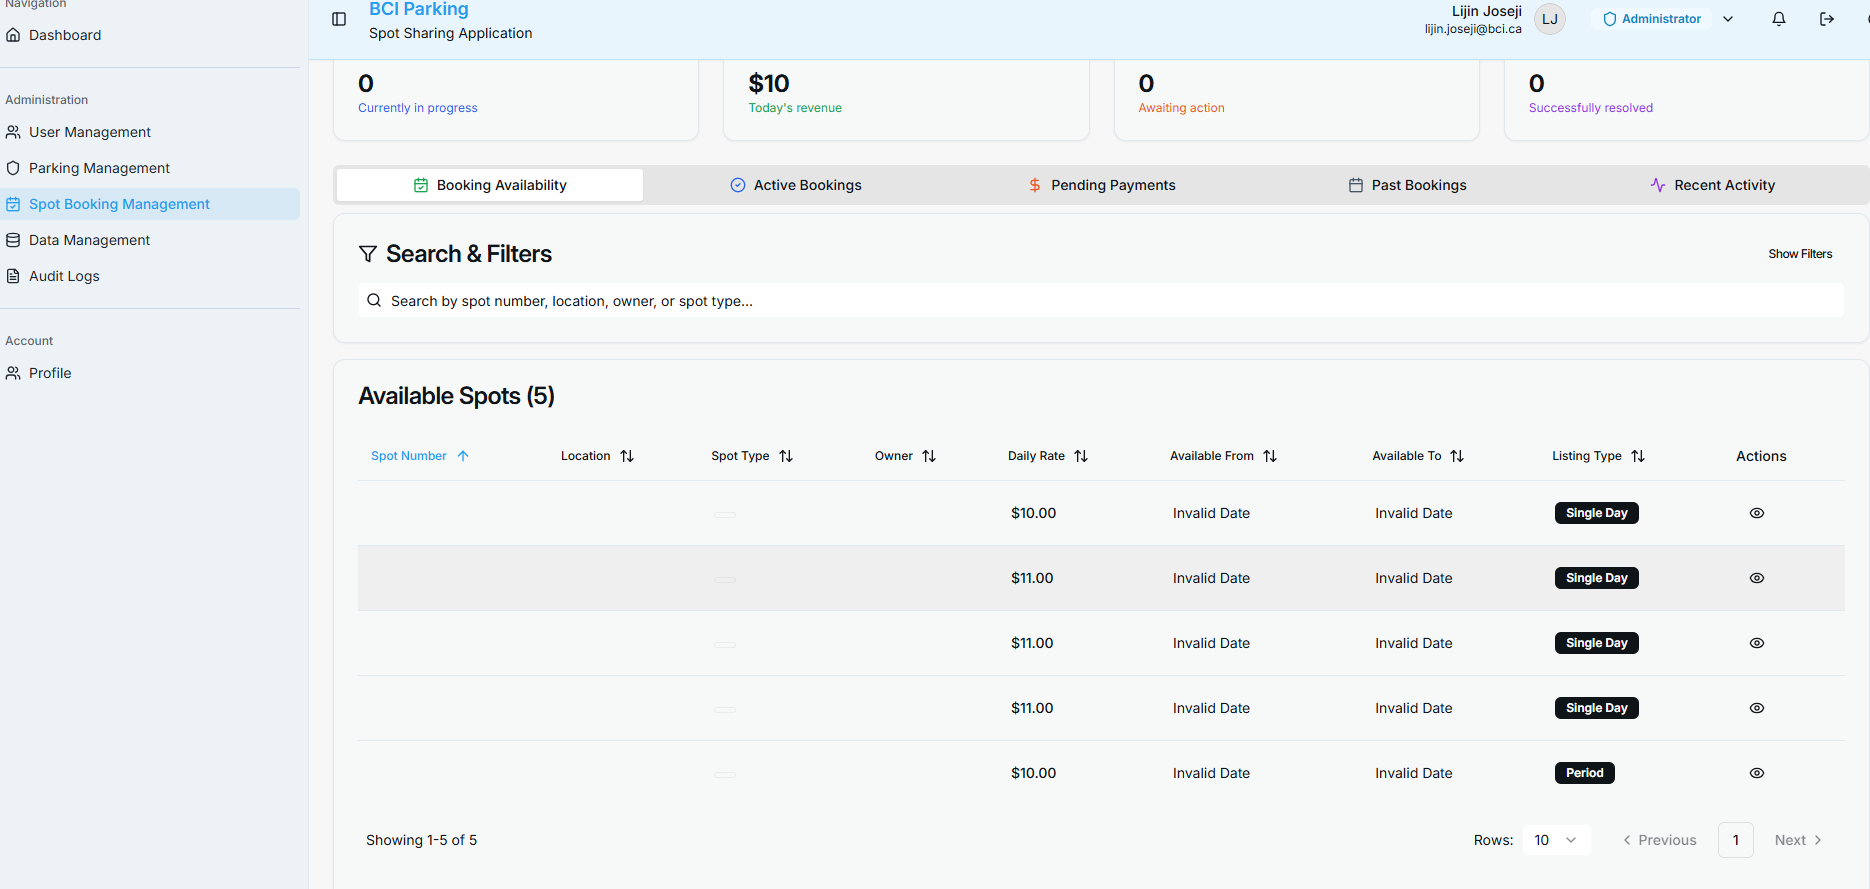 Navigation
Dashboard
Administration
User Management
Parking Management
Spot Booking Management
Data Management
Audit Logs
Account
Profile
BCI Parking
Spot Sharing Application
Lijin Joseji
lijin.joseji@bci.ca
LJ
Administrator
0
Currently in progress
$10
Today's revenue
0
Awaiting action
0
Successfully resolved
Booking Availability
Active Bookings
Pending Payments
Past Bookings
Recent Activity
Search & Filters
Show Filters
Search by spot number, location, owner, or spot type...
Available Spots (5)
Spot Number Location Spot Type Owner Daily Rate Available From Available To Listing Type Actions
$10.00 Invalid Date Invalid Date Single Day
$11.00 Invalid Date Invalid Date Single Day
$11.00 Invalid Date Invalid Date Single Day
$11.00 Invalid Date Invalid Date Single Day
$10.00 Invalid Date Invalid Date Period
Showing 1-5 of 5
Rows: 10 Previous 1 Next